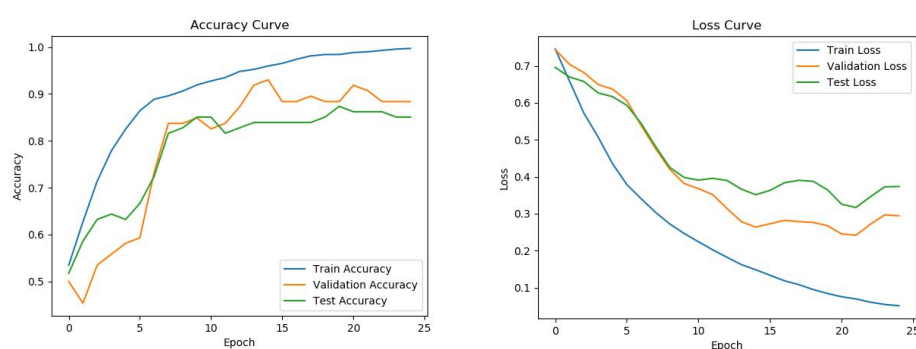 Accuracy Curve
1.0
0.9
0.8
0.7
0.6
0.5
Accuracy
Train Accuracy
Validation Accuracy
Test Accuracy
0 5 10 15 20 25
Epoch
Loss Curve
0.7
0.6
0.5
0.4
0.3
0.2
0.1
Loss
Train Loss
Validation Loss
Test Loss
0 5 10 15 20 25
Epoch